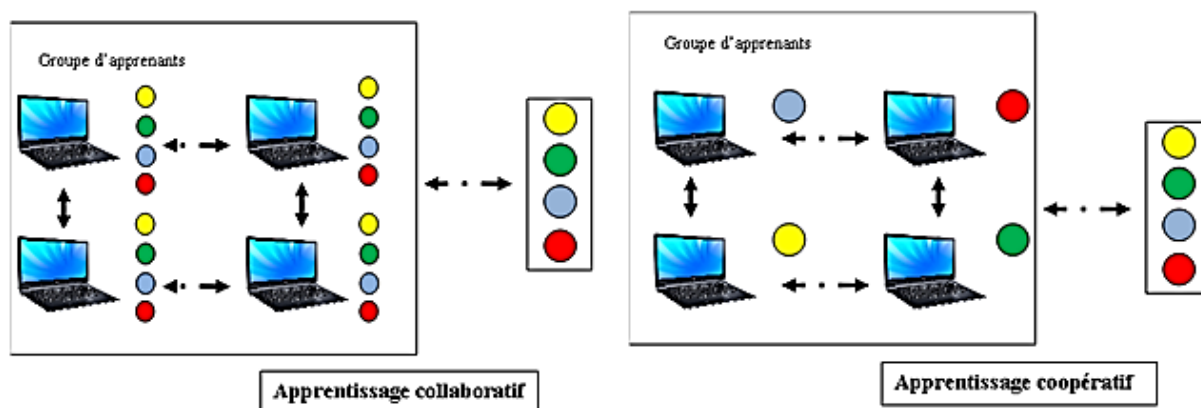 Groupe d'apprenants
Apprentissage collaboratif
Groupe d'apprenants
Apprentissage coopératif